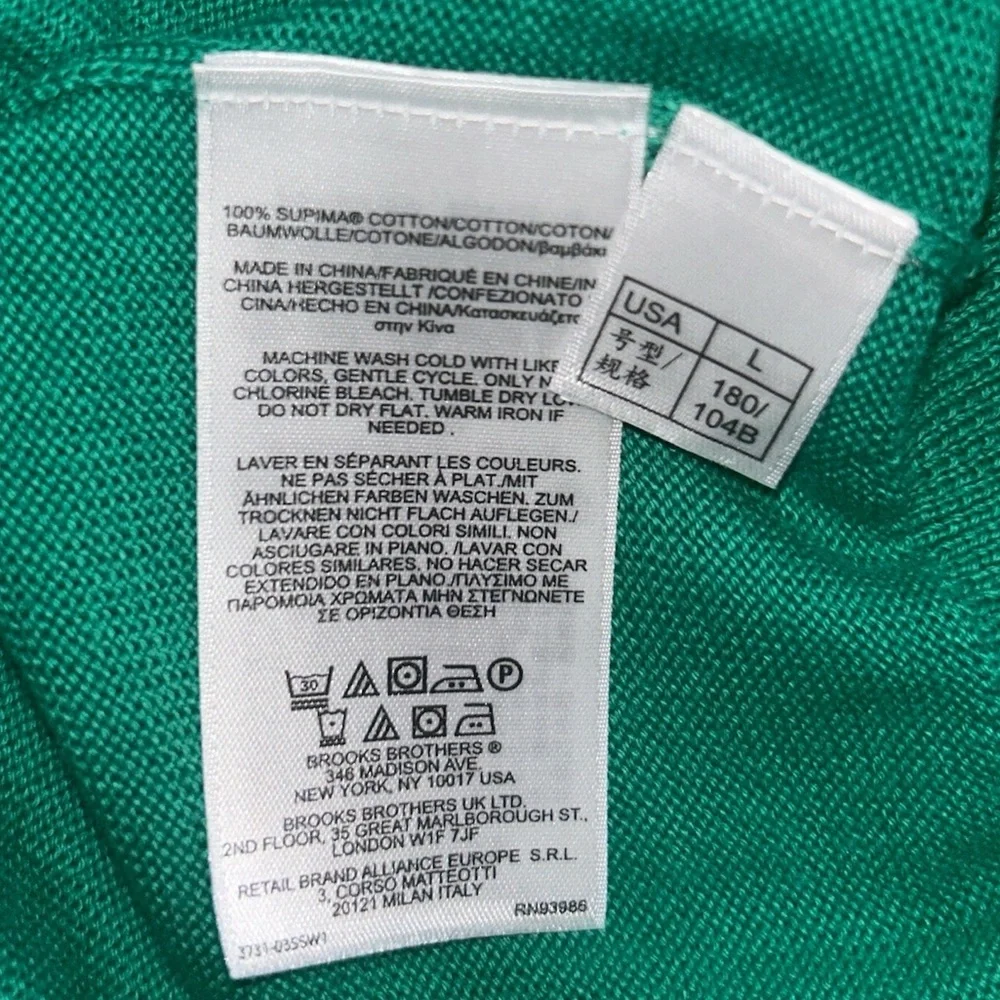 100% SUPIMA® COTTON/COTTON/COTON/
BAUMWOLLE/COTONE/ALGODON/βαμβάκι
MADE IN CHINA/FABRIQUÉ EN CHINE/IN
CHINA HERGESTELLT /CONFEZIONATO
CINA/HECHO EN CHINA/Κατασκευάζετα
στην Κίνα
MACHINE WASH COLD WITH LIKE
COLORS, GENTLE CYCLE. ONLY N
CHLORINE BLEACH. TUMBLE DRY LO
DO NOT DRY FLAT. WARM IRON IF
NEEDED .
LAVER EN SÉPARANT LES COULEURS.
NE PAS SÉCHER À PLAT./MIT
ÄHNLICHEN FARBEN WASCHEN. ZUM
TROCKNEN NICHT FLACH AUFLEGEN./
LAVARE CON COLORI SIMILI. NON
ASCIUGARE IN PIANO. /LAVAR CON
COLORES SIMILARES. NO HACER SECAR
EXTENDIDO EN PLANO./ΠΛΥΣΙΜΟ ΜΕ
ΠΑΡΟΜΟΙΑ ΧΡΩΜΑΤΑ ΜΗΝ ΣΤΕΓΝΩΝΕΤΕ
ΣΕ ΟΡΙΖΟΝΤΙΑ ΘΕΣΗ
30 P
BROOKS BROTHERS ®
346 MADISON AVE.
NEW YORK, NY 10017 USA
BROOKS BROTHERS UK LTD.
2ND FLOOR, 35 GREAT MARLBOROUGH ST.,
LONDON W1F 7JF
RETAIL BRAND ALLIANCE EUROPE S.R.L.
3, CORSO MATTEOTTI
20121 MILAN ITALY
RN93986
3731-03SSW1
USA L
号型/
规格
180/
104B